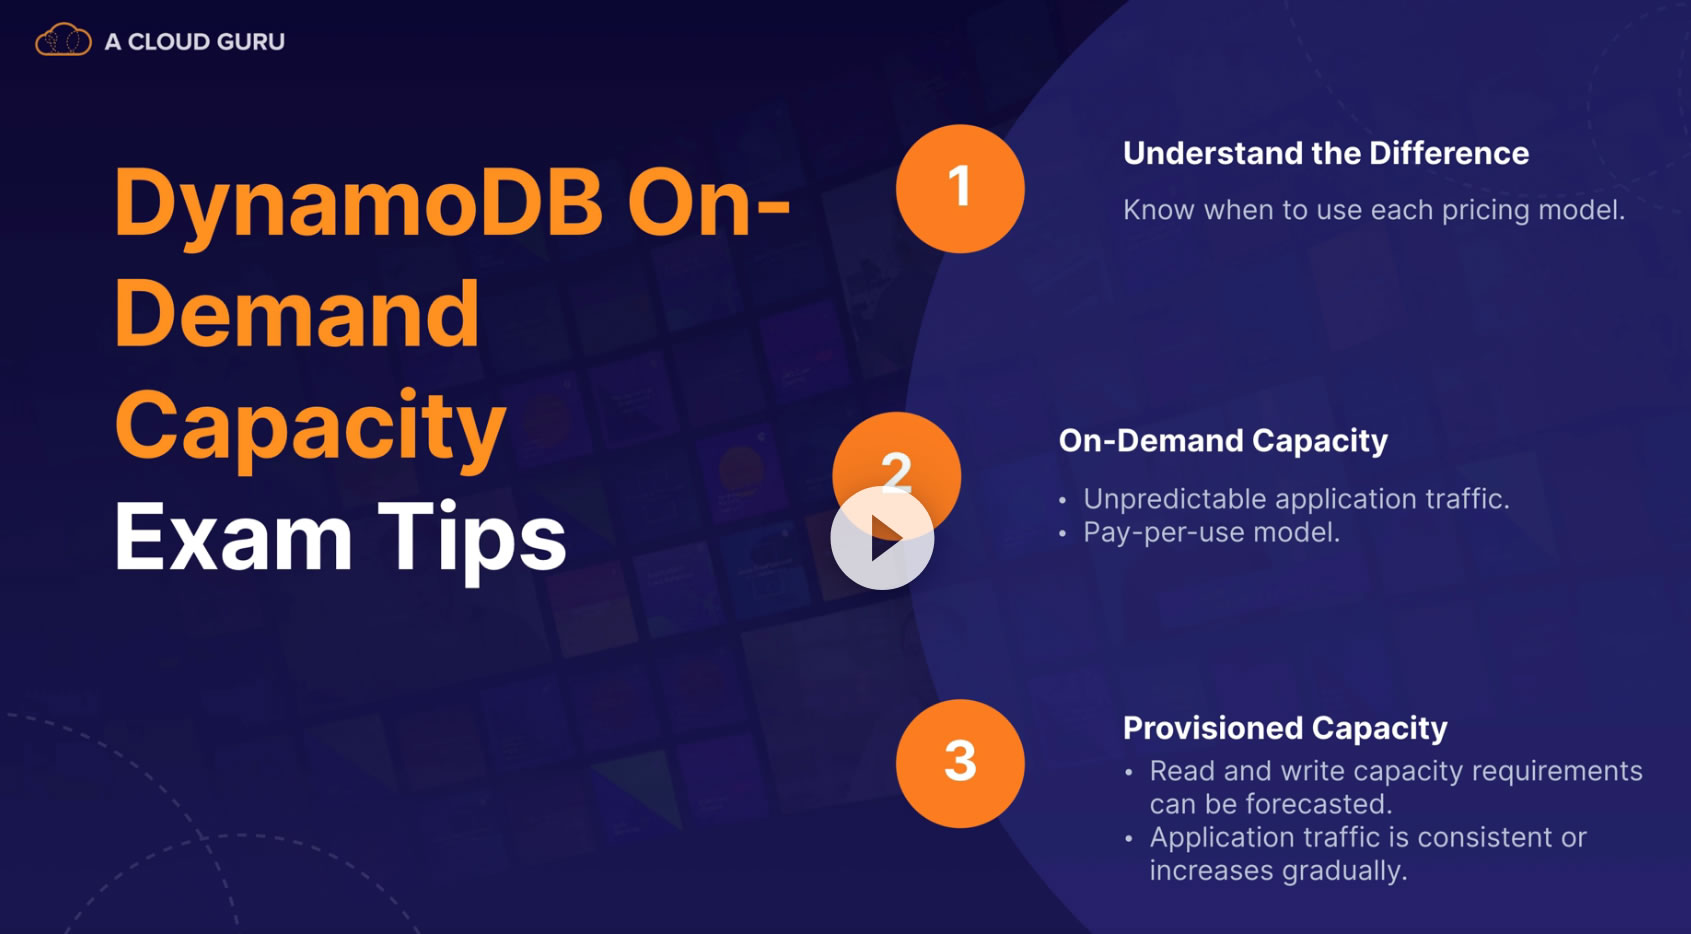 A CLOUD GURU
DynamoDB On-
Demand
Capacity
Exam Tips
1
Understand the Difference
Know when to use each pricing model.
2
On-Demand Capacity
• Unpredictable application traffic.
• Pay-per-use model.
3
Provisioned Capacity
• Read and write capacity requirements
can be forecasted.
• Application traffic is consistent or
increases gradually.